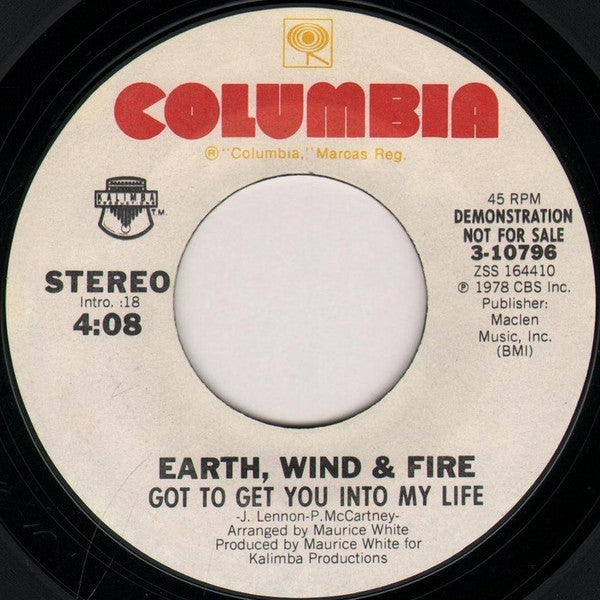 COLUMBIA
® "Columbia," Marcas Reg.
KALIMBA
T.M.
STEREO
Intro. :18
4:08
45 RPM
DEMONSTRATION
NOT FOR SALE
3-10796
ZSS 164410
℗ 1978 CBS Inc.
Publisher:
Maclen
Music, Inc.
(BMI)
EARTH, WIND & FIRE
GOT TO GET YOU INTO MY LIFE
-J. Lennon-P. McCartney-
Arranged by Maurice White
Produced by Maurice White for
Kalimba Productions